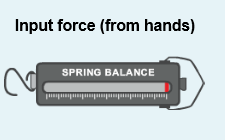 Input force (from hands)
SPRING BALANCE